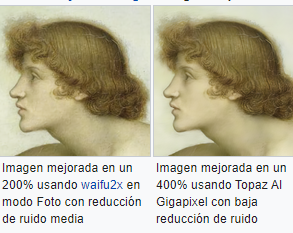 Imagen mejorada en un
200% usando waifu2x en
modo Foto con reducción
de ruido media
Imagen mejorada en un
400% usando Topaz AI
Gigapixel con baja
reducción de ruido